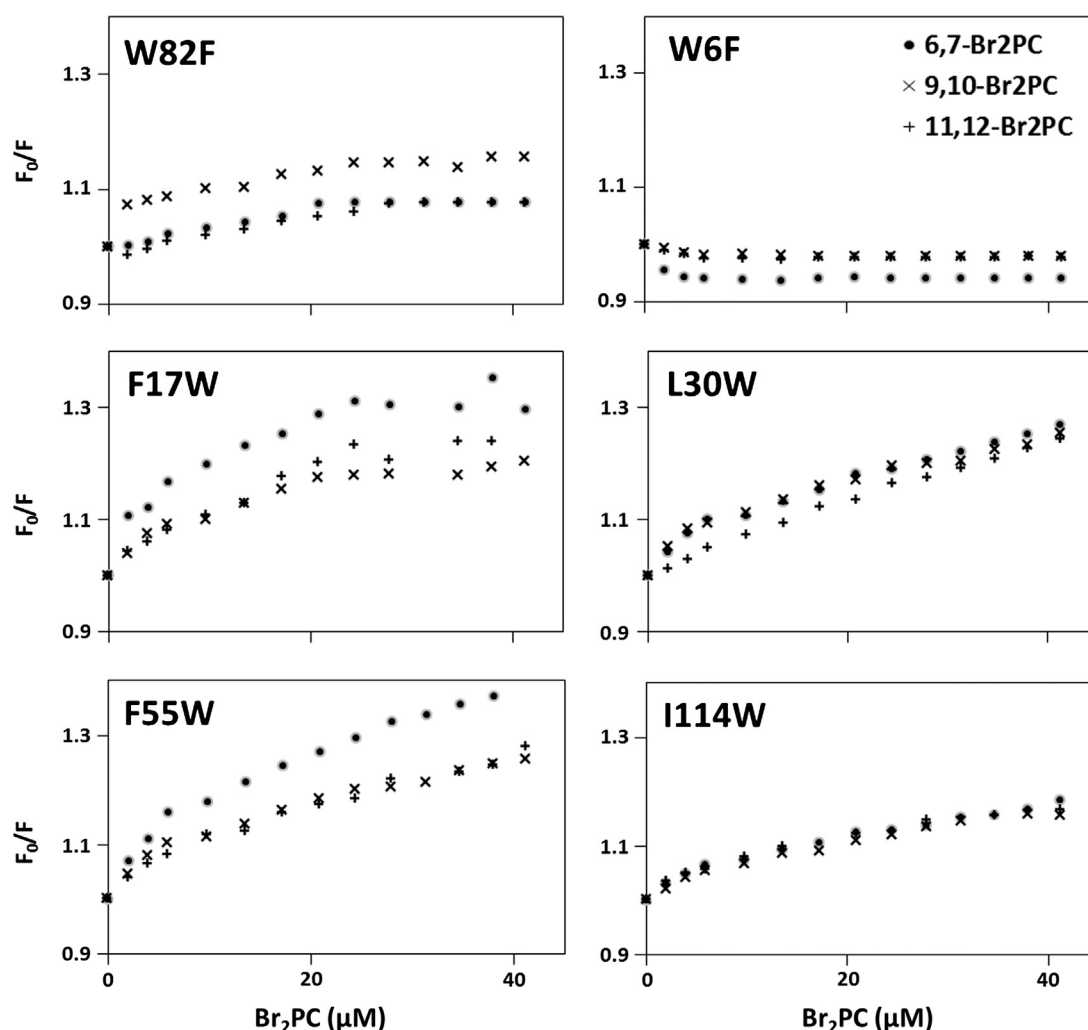 W82F
1.3
1.1
0.9
F₀/F
W6F
● 6,7-Br2PC
× 9,10-Br2PC
+ 11,12-Br2PC
1.3
1.1
0.9
F17W
1.3
1.1
0.9
F₀/F
L30W
1.3
1.1
0.9
F55W
1.3
1.1
0.9
F₀/F
0 20 40
Br₂PC (µM)
I114W
1.3
1.1
0.9
0 20 40
Br₂PC (µM)